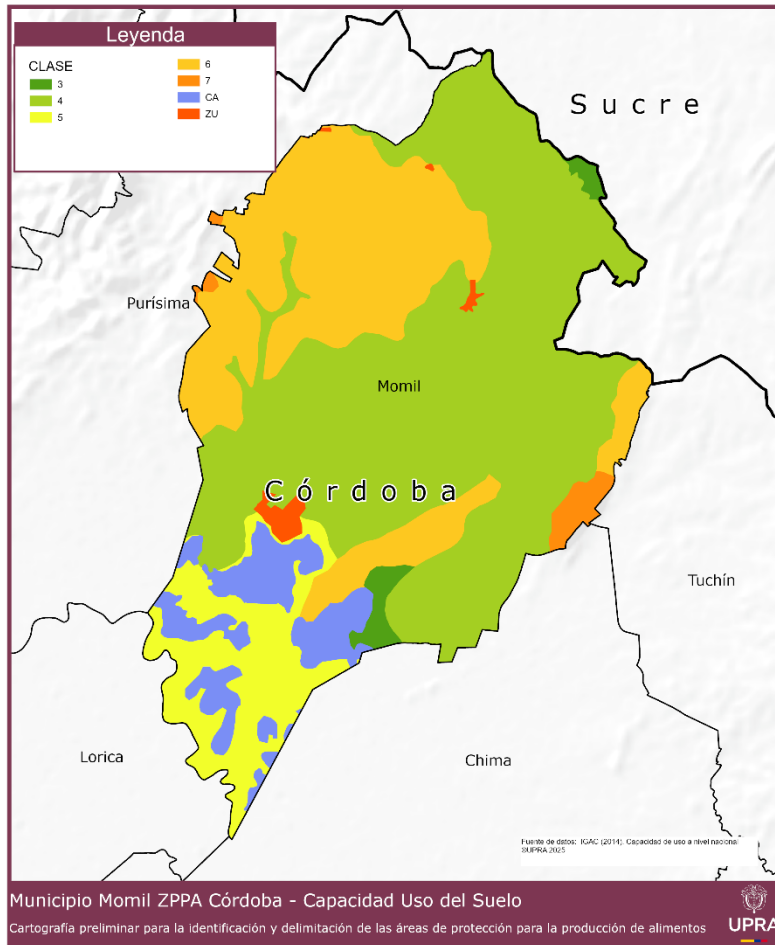 Leyenda
CLASE
3
4
5
6
7
CA
ZU
Sucre
Purísima
Momil
Córdoba
Tuchín
Lorica
Chima
Fuente de datos: IGAC (2014). Capacidad de uso a nivel nacional
©UPRA 2025
Municipio Momil ZPPA Córdoba - Capacidad Uso del Suelo
Cartografía preliminar para la identificación y delimitación de las áreas de protección para la producción de alimentos
UPRA